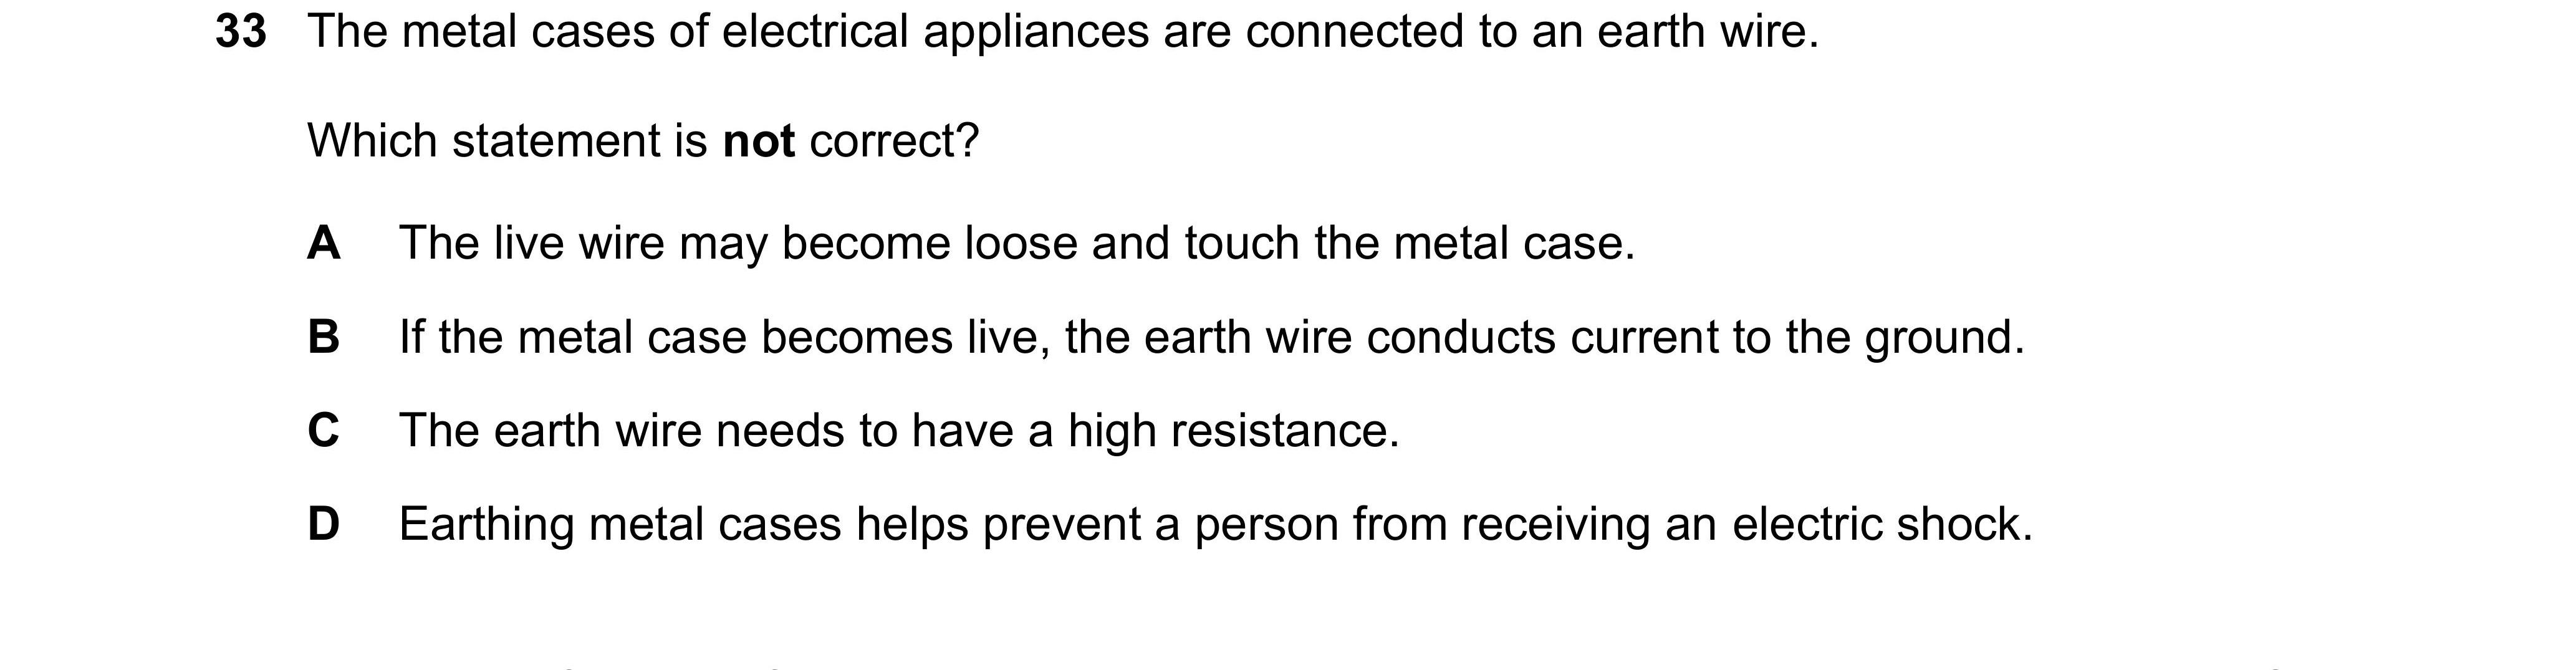 33 The metal cases of electrical appliances are connected to an earth wire.
Which statement is not correct?
A The live wire may become loose and touch the metal case.
B If the metal case becomes live, the earth wire conducts current to the ground.
C The earth wire needs to have a high resistance.
D Earthing metal cases helps prevent a person from receiving an electric shock.